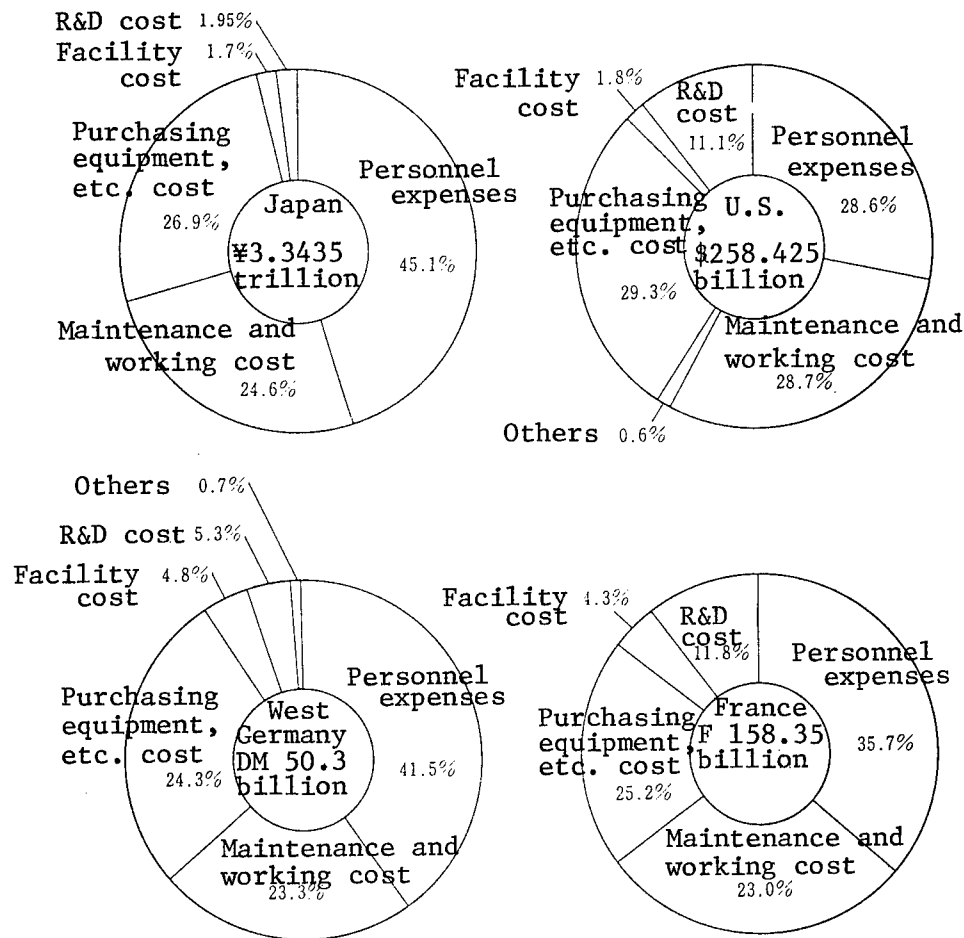 R&D cost 1.95%
Facility 1.7%
cost
Purchasing
equipment,
etc. cost
26.9%
Personnel
expenses
45.1%
Japan
¥3.3435
trillion
Maintenance and
working cost
24.6%
Facility 1.8%
cost
R&D
cost
11.1%
Personnel
expenses
28.6%
Purchasing
equipment,
etc. cost
29.3%
U.S.
$258.425
billion
Maintenance and
working cost
28.7%
Others 0.6%
Others 0.7%
R&D cost 5.3%
Facility 4.8%
cost
Purchasing
equipment,
etc. cost
24.3%
Personnel
expenses
41.5%
West
Germany
DM 50.3
billion
Maintenance and
working cost
23.3%
Facility 4.3%
cost
R&D
cost
11.8%
Personnel
expenses
35.7%
Purchasing
equipment,
etc. cost
25.2%
France
F 158.35
billion
Maintenance and
working cost
23.0%